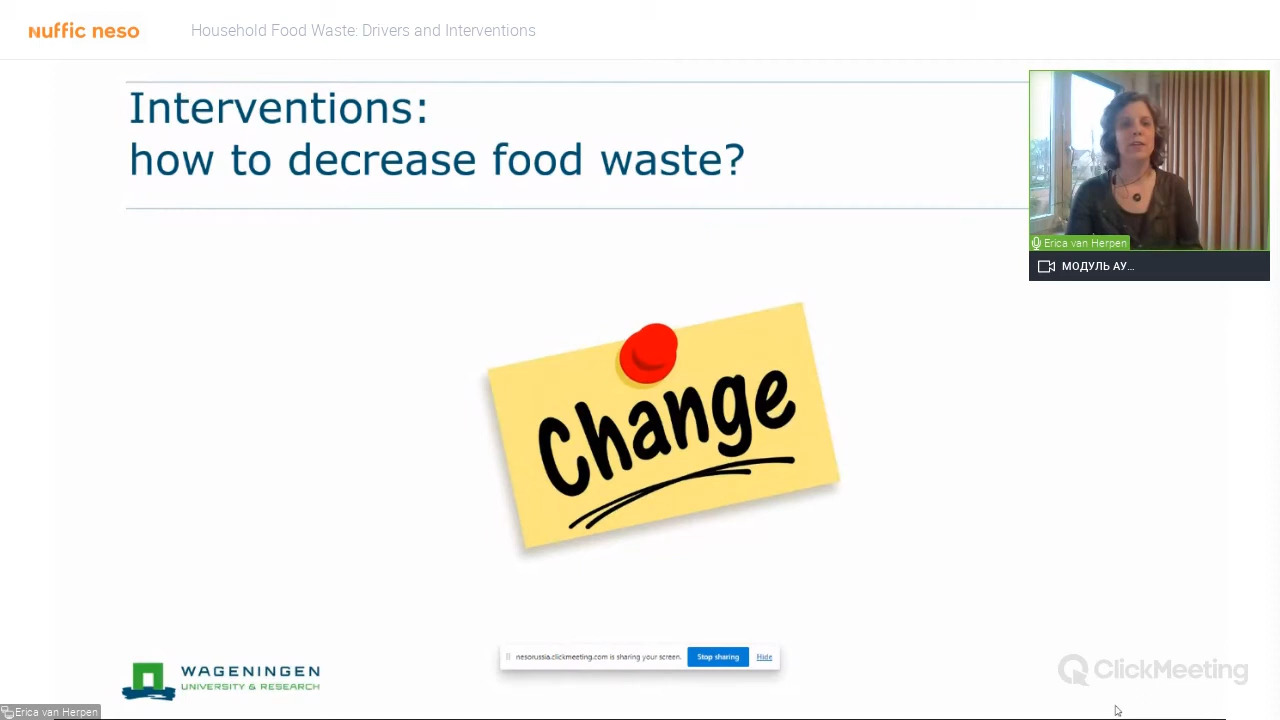 Nuffic neso
Household Food Waste: Drivers and Interventions
Interventions:
how to decrease food waste?
Erica van Herpen
МОДУЛЬ АУ...
Change
nesorussia.clickmeeting.com is sharing your screen.
Stop sharing
Hide
WAGENINGEN
UNIVERSITY & RESEARCH
ClickMeeting
Erica van Herpen